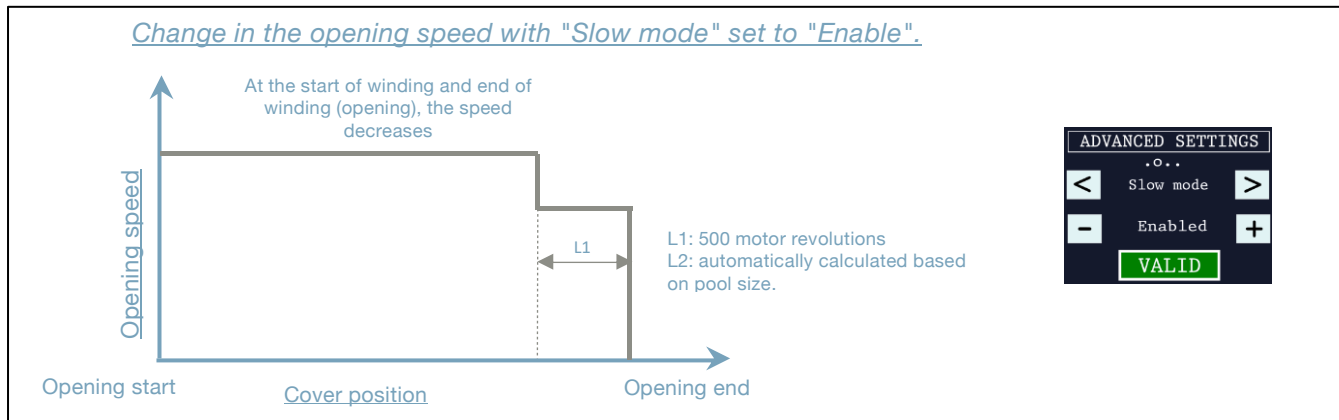 Change in the opening speed with "Slow mode" set to "Enable".
At the start of winding and end of
winding (opening), the speed
decreases
Opening speed
L1
L1: 500 motor revolutions
L2: automatically calculated based
on pool size.
Opening start
Cover position
Opening end
ADVANCED SETTINGS
.o..
< Slow mode >
- Enabled +
VALID